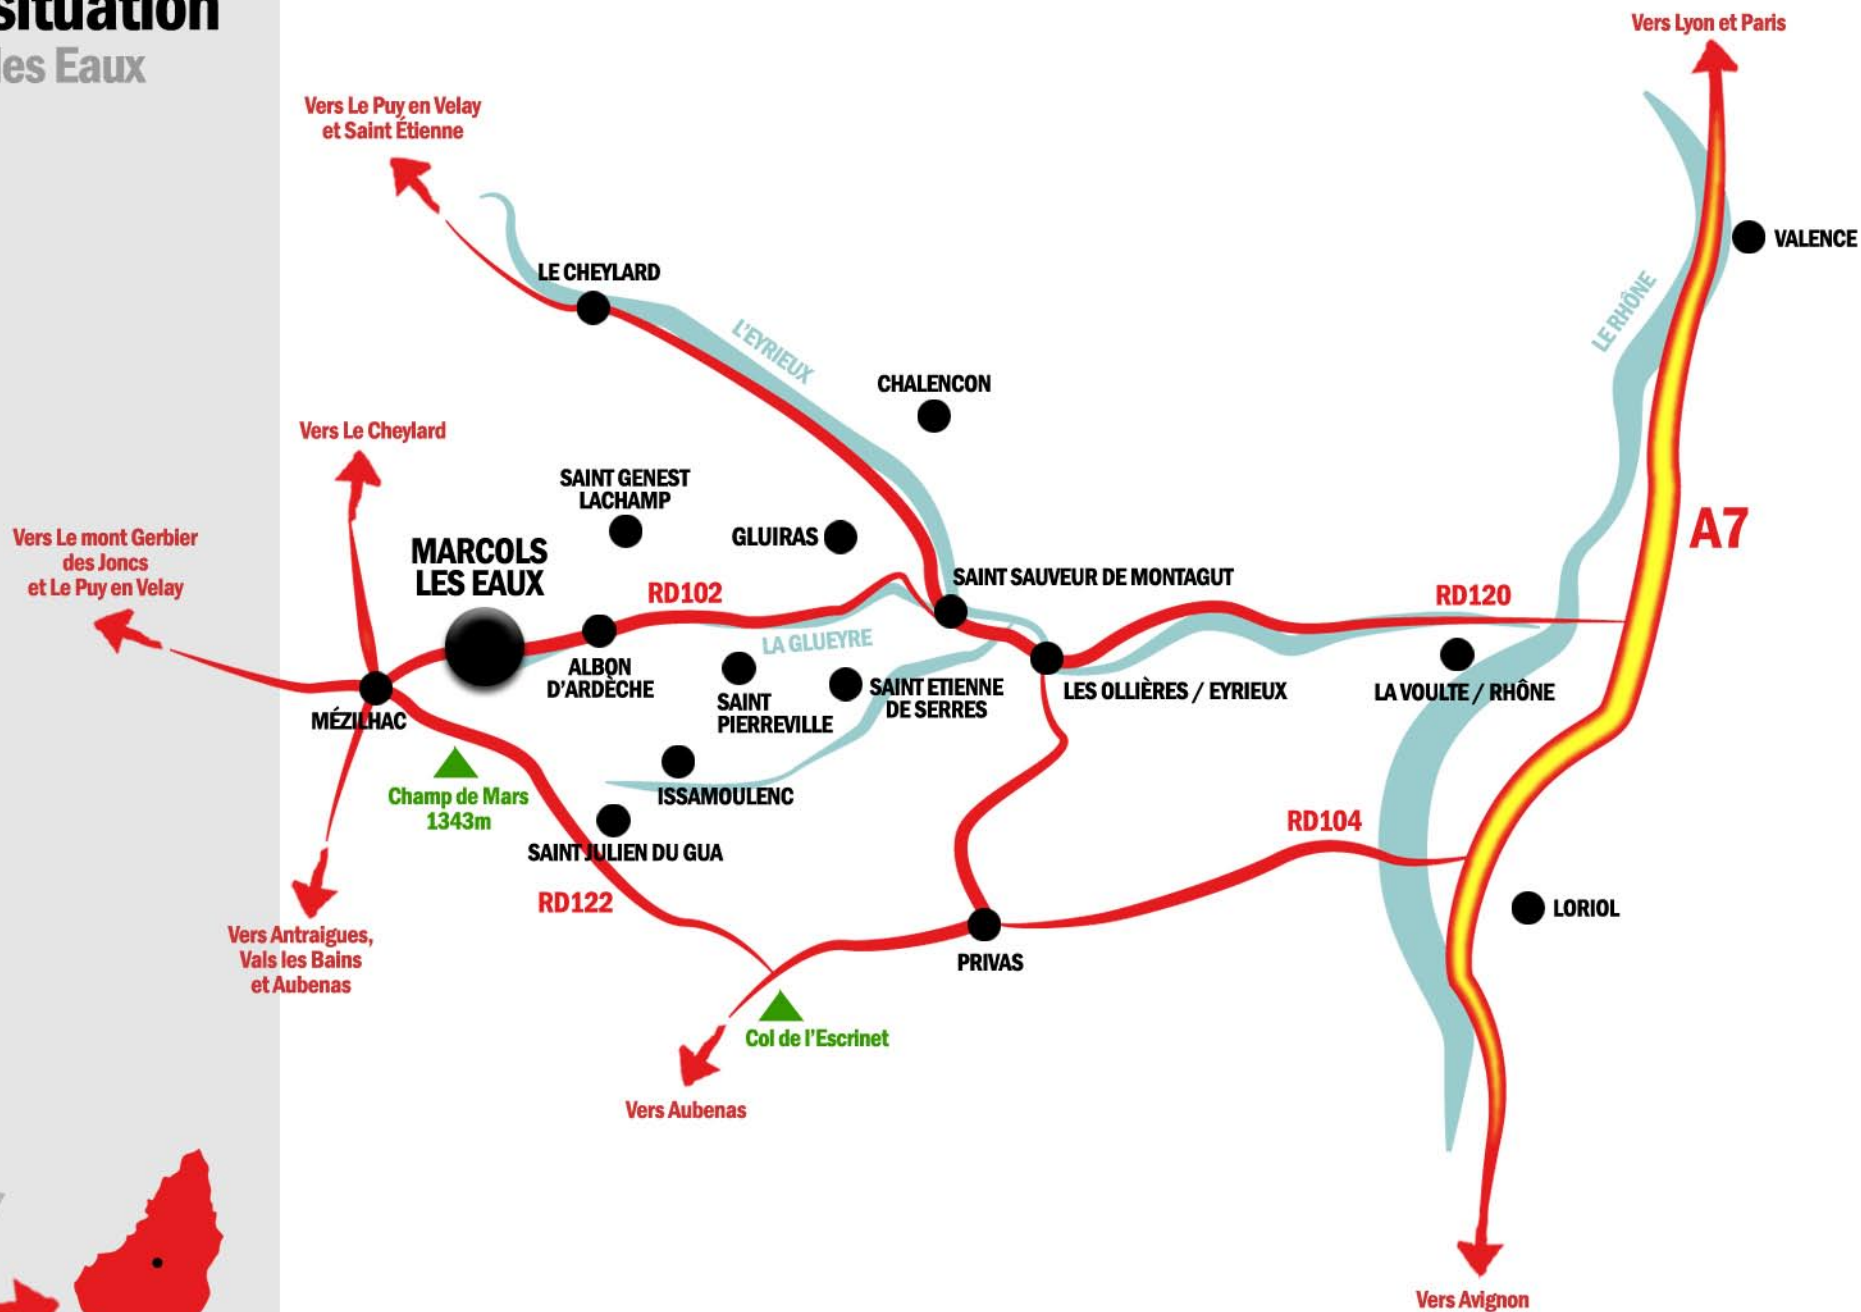 situation
les Eaux
Vers Lyon et Paris
Vers Le Puy en Velay
et Saint Étienne
VALENCE
LE CHEYLARD
LE RHÔNE
L'EYRIEUX
CHALENCON
Vers Le Cheylard
SAINT GENEST
LACHAMP
GLUIRAS
A7
Vers Le mont Gerbier
des Joncs
et Le Puy en Velay
MARCOLS
LES EAUX
RD102
SAINT SAUVEUR DE MONTAGUT
RD120
LA GLUEYRE
ALBON
D'ARDÈCHE
SAINT
PIERREVILLE
SAINT ETIENNE
DE SERRES
LES OLLIÈRES / EYRIEUX
LA VOULTE / RHÔNE
MÉZILHAC
Champ de Mars
1343m
ISSAMOULENC
SAINT JULIEN DU GUA
RD104
RD122
LORIOL
Vers Antraigues,
Vals les Bains
et Aubenas
PRIVAS
Col de l'Escrinet
Vers Aubenas
Vers Avignon